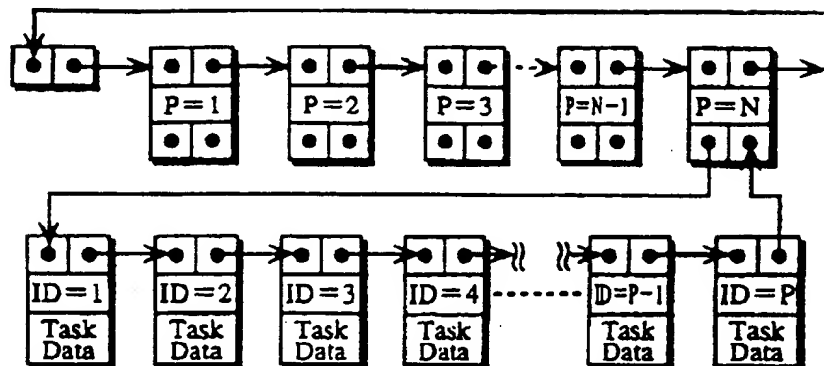 P=1 P=2 P=3 P=N-1 P=N
ID=1 ID=2 ID=3 ID=4 ID=P-1 ID=P
Task Task Task Task Task Task
Data Data Data Data Data Data